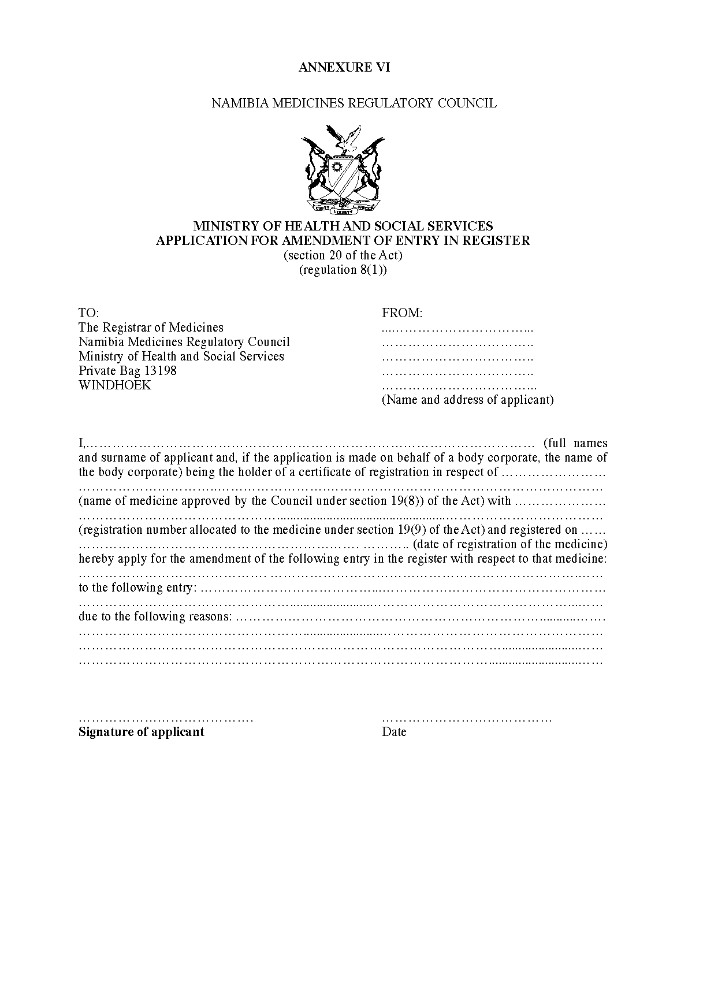 ANNEXURE VI
NAMIBIA MEDICINES REGULATORY COUNCIL
UNITY LIBERTY JUSTICE
MINISTRY OF HEALTH AND SOCIAL SERVICES
APPLICATION FOR AMENDMENT OF ENTRY IN REGISTER
(section 20 of the Act)
(regulation 8(1))
TO:
The Registrar of Medicines
Namibia Medicines Regulatory Council
Ministry of Health and Social Services
Private Bag 13198
WINDHOEK
FROM:
...…………………………...
……………………………..
……………………………..
……………………………..
……………………………...
(Name and address of applicant)
I,………………………………………………………………………………………… (full names
and surname of applicant and, if the application is made on behalf of a body corporate, the name of
the body corporate) being the holder of a certificate of registration in respect of ……………………
…………………………..……………………………………………………………………………
(name of medicine approved by the Council under section 19(8)) of the Act) with …………………
………………………………………..................................................………………………………
(registration number allocated to the medicine under section 19(9) of the Act) and registered on ……
………………………………………………………. ……….. (date of registration of the medicine)
hereby apply for the amendment of the following entry in the register with respect to that medicine:
……………………………………. …………………………………………………………….……
to the following entry: …………………………………...……………………………………………
…………………………………………........................………………………………………...……
due to the following reasons: ……………………………………………………………...........…….
……………………………………………........................……………………………………………
……………………………………………………………………………………........................……
…………………………………………………………………………………...........................……
………………………………….
Signature of applicant
…………………………………
Date